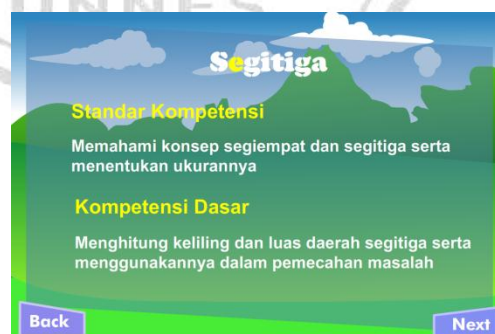 UNNES
Segitiga
Standar Kompetensi
Memahami konsep segiempat dan segitiga serta
menentukan ukurannya
Kompetensi Dasar
Menghitung keliling dan luas daerah segitiga serta
menggunakannya dalam pemecahan masalah
Back
Next